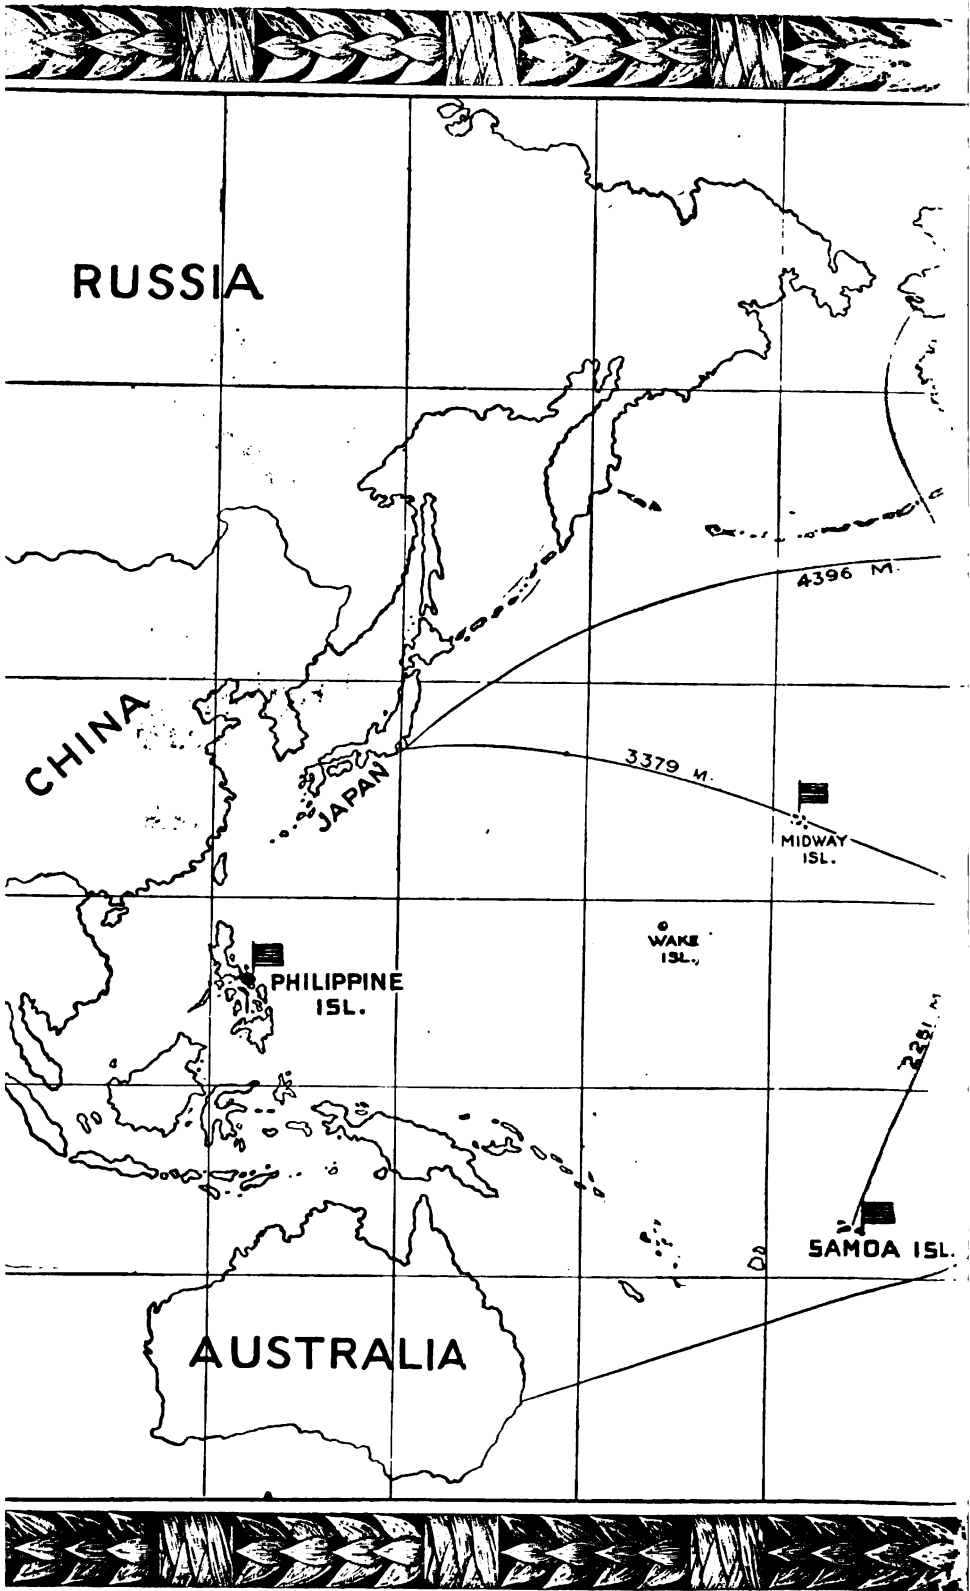 RUSSIA
4396 M.
CHINA
3379 M.
JAPAN
MIDWAY
ISL.
WAKE
ISL.
PHILIPPINE
ISL.
2281 M
SAMOA ISL.
AUSTRALIA